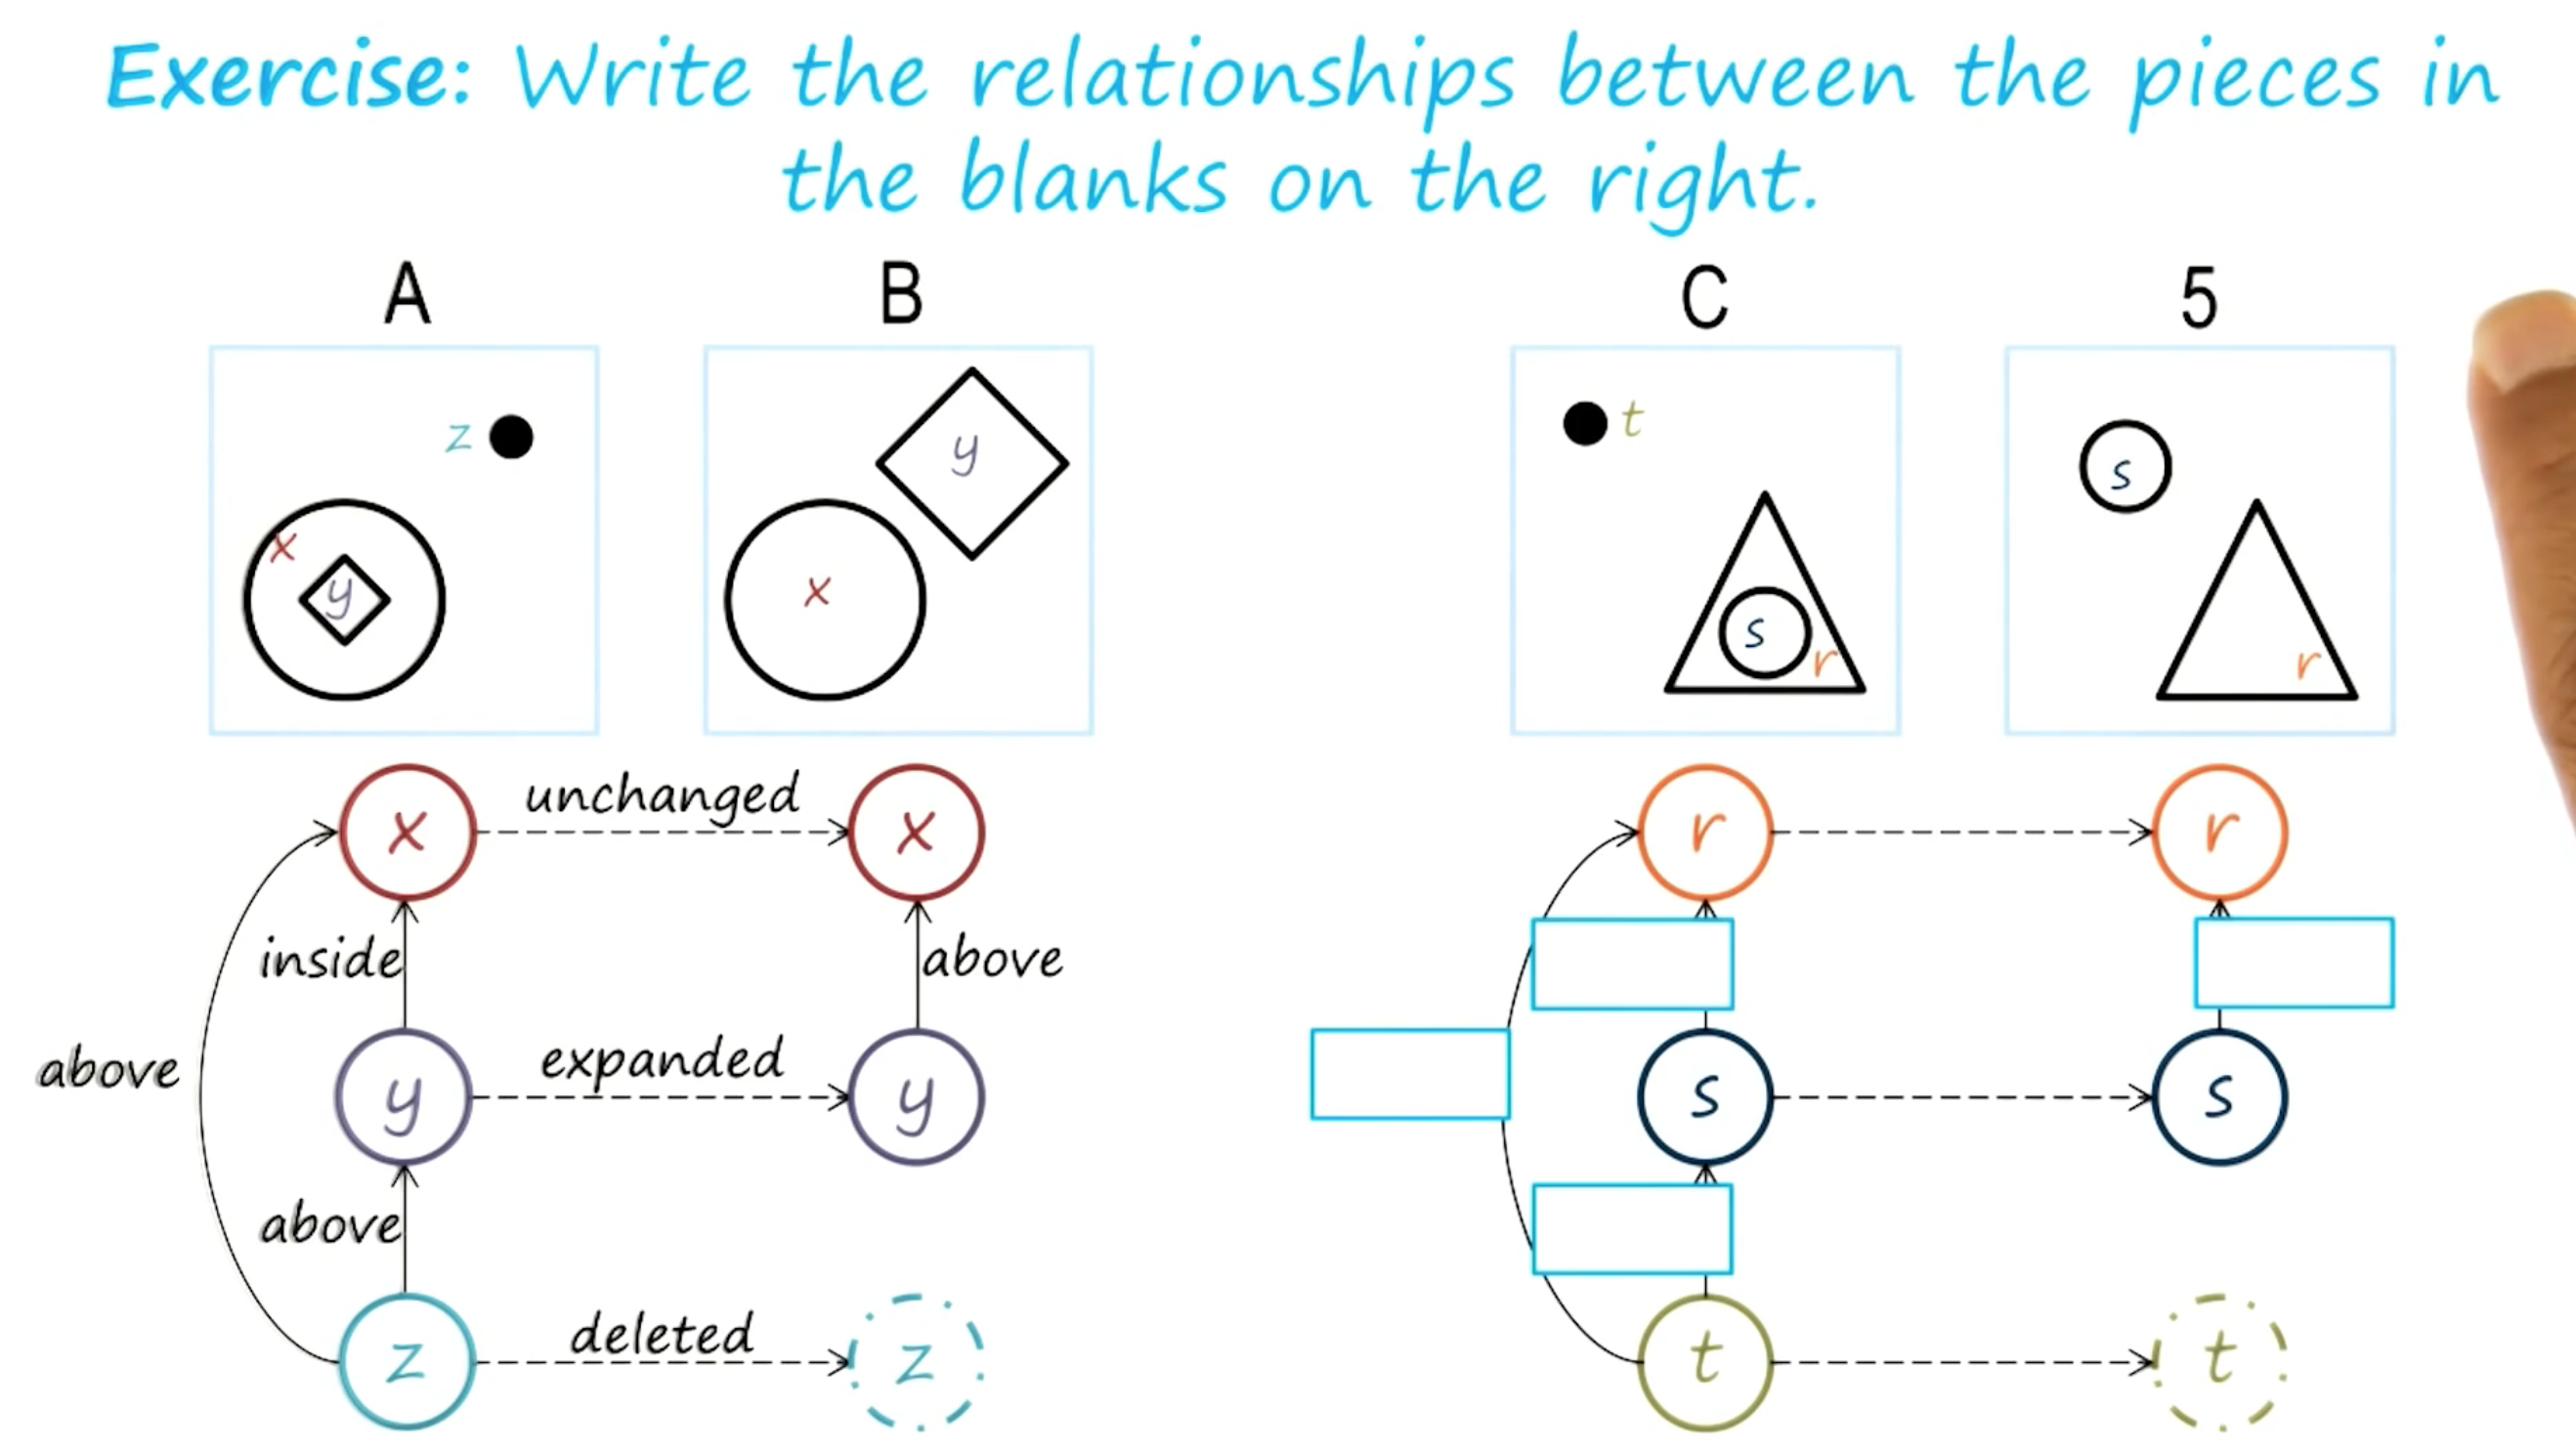 Exercise: Write the relationships between the pieces in
the blanks on the right.
A B C 5
z
x
y
y
x
t
s
r
s
r
x unchanged x
inside above
above
y expanded y
above
z deleted z
r r
s s
t t